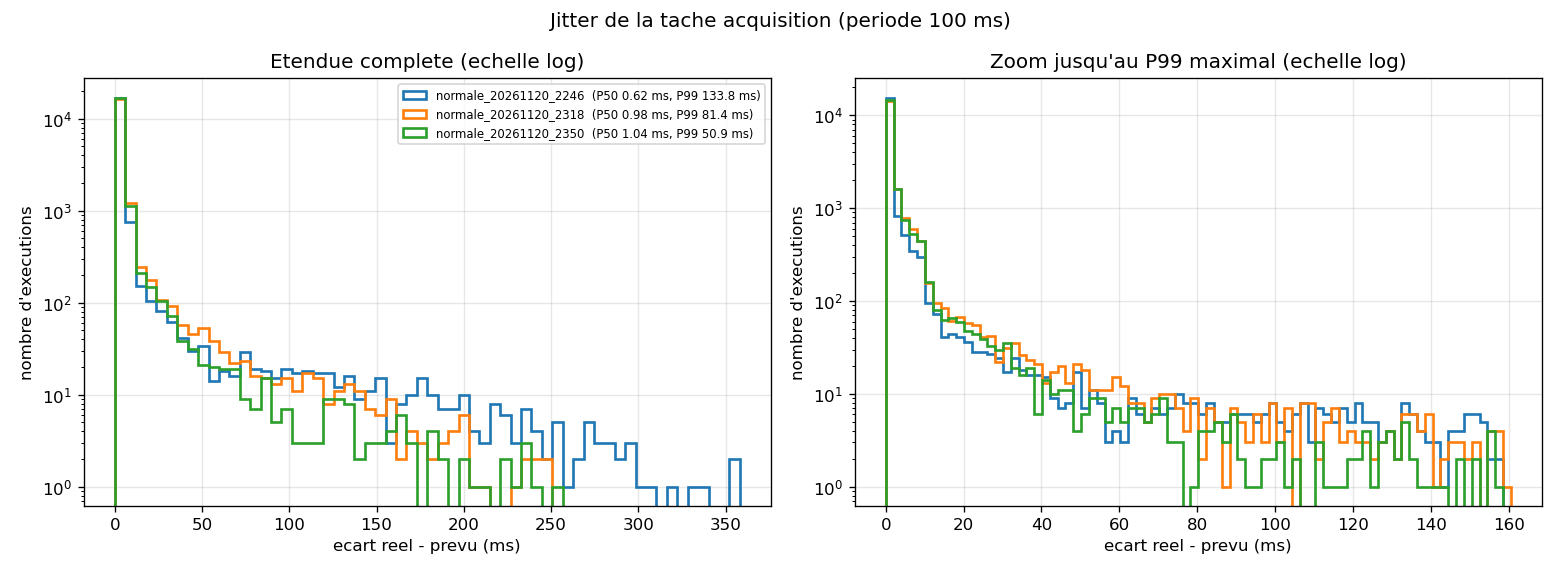 Jitter de la tache acquisition (periode 100 ms)
Etendue complete (echelle log)
normale_20261120_2246  (P50 0.62 ms, P99 133.8 ms)
normale_20261120_2318  (P50 0.98 ms, P99 81.4 ms)
normale_20261120_2350  (P50 1.04 ms, P99 50.9 ms)
nombre d'executions
10⁴
10³
10²
10¹
10⁰
0 50 100 150 200 250 300 350
ecart reel - prevu (ms)
Zoom jusqu'au P99 maximal (echelle log)
nombre d'executions
10⁴
10³
10²
10¹
10⁰
0 20 40 60 80 100 120 140 160
ecart reel - prevu (ms)